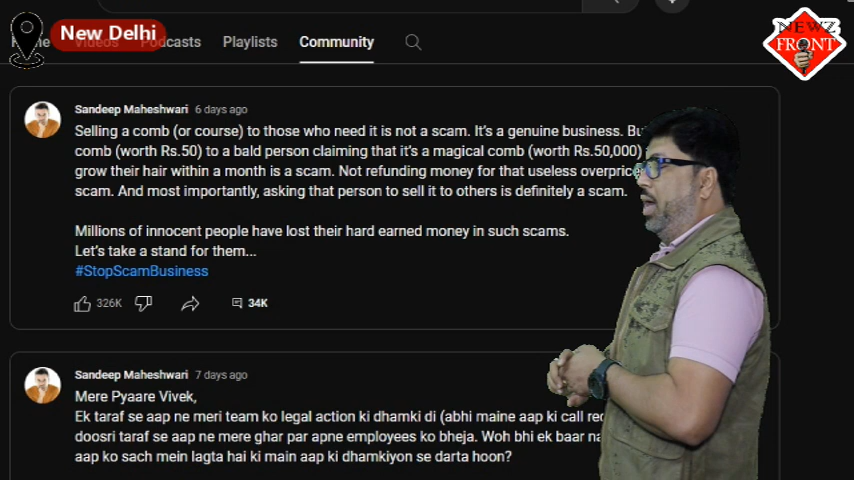 New Delhi
NEWZ
FRONT
Videos Podcasts Playlists Community
Sandeep Maheshwari 6 days ago
Selling a comb (or course) to those who need it is not a scam. It's a genuine business.
comb (worth Rs.50) to a bald person claiming that it's a magical comb (worth Rs.50,000)
grow their hair within a month is a scam. Not refunding money for that useless
scam. And most importantly, asking that person to sell it to others is definitely a scam.
Millions of innocent people have lost their hard earned money in such scams.
Let's take a stand for them...
#StopScamBusiness
326K 34K
Sandeep Maheshwari 7 days ago
Mere Pyaare Vivek,
Ek taraf se aap ne meri team ko legal action ki dhamki di (abhi maine aap ki call
doosri taraf se aap ne mere ghar par apne employees ko bheja. Woh bhi ek baar
aap ko sach mein lagta hai ki main aap ki dhamkiyon se darta hoon?